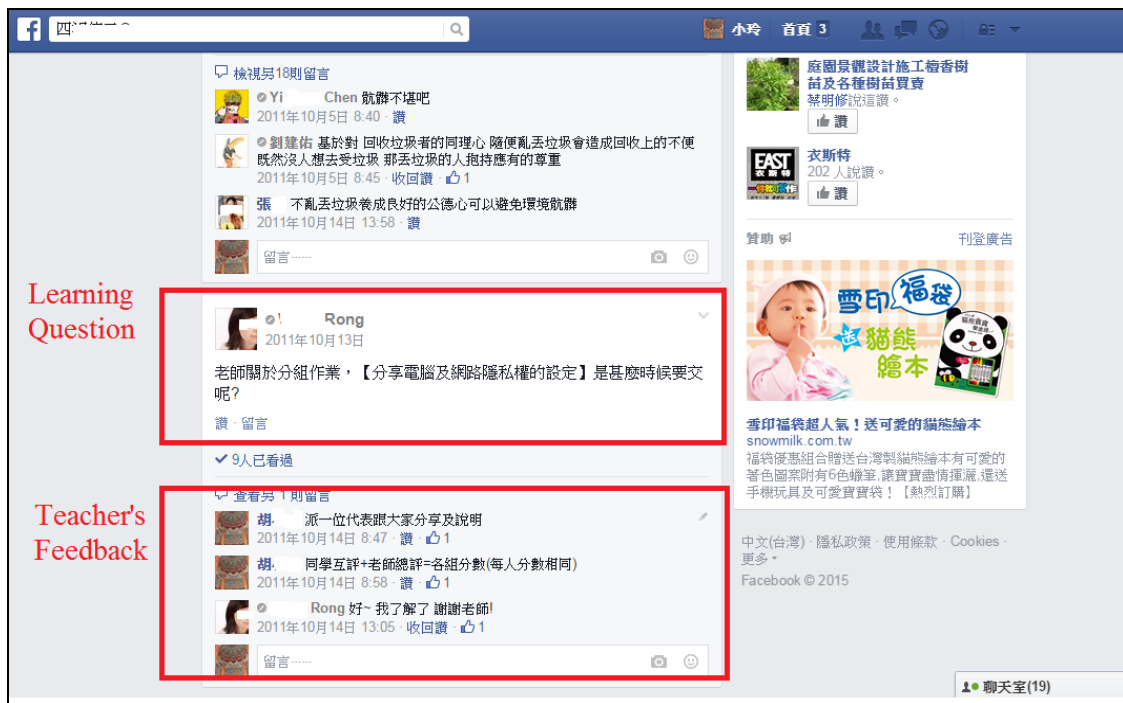 f
小玲 首頁 3
檢視另18則留言
Yi Chen 骯髒不堪吧
2011年10月5日 8:40 · 讚
劉建佑 基於對 回收垃圾者的同理心 隨便亂丟垃圾會造成回收上的不便
既然沒人想去受垃圾 那丟垃圾的人抱持應有的尊重
2011年10月5日 8:45 · 收回讚 · 1
張 不亂丟垃圾養成良好的公德心可以避免環境骯髒
2011年10月14日 13:58 · 讚
留言......
Learning
Question
Rong
2011年10月13日
老師關於分組作業，【分享電腦及網路隱私權的設定】是甚麼時候要交
呢?
讚 · 留言
9人已看過
Teacher's
Feedback
查看另 1 則留言
胡. 派一位代表跟大家分享及說明
2011年10月14日 8:47 · 讚 · 1
胡. 同學互評+老師總評=各組分數(每人分數相同)
2011年10月14日 8:58 · 讚 · 1
Rong 好~ 我了解了 謝謝老師!
2011年10月14日 13:05 · 收回讚 · 1
留言......
庭園景觀設計施工檀香樹
苗及各種樹苗買賣
蔡明修說這讚。
讚
EAST
衣斯特
衣斯特
202 人說讚。
讚
贊助
刊登廣告
雪印福袋
送
貓熊
繪本
雪印福袋超人氣！送可愛的貓熊繪本
snowmilk.com.tw
福袋優惠組合贈送台灣製貓熊繪本有可愛的
著色圖案附有6色蠟筆,讓寶寶盡情揮灑,還送
手機玩具及可愛寶寶袋！【熱烈訂購】
中文(台灣) · 隱私政策 · 使用條款 · Cookies ·
更多
Facebook © 2015
聊天室(19)